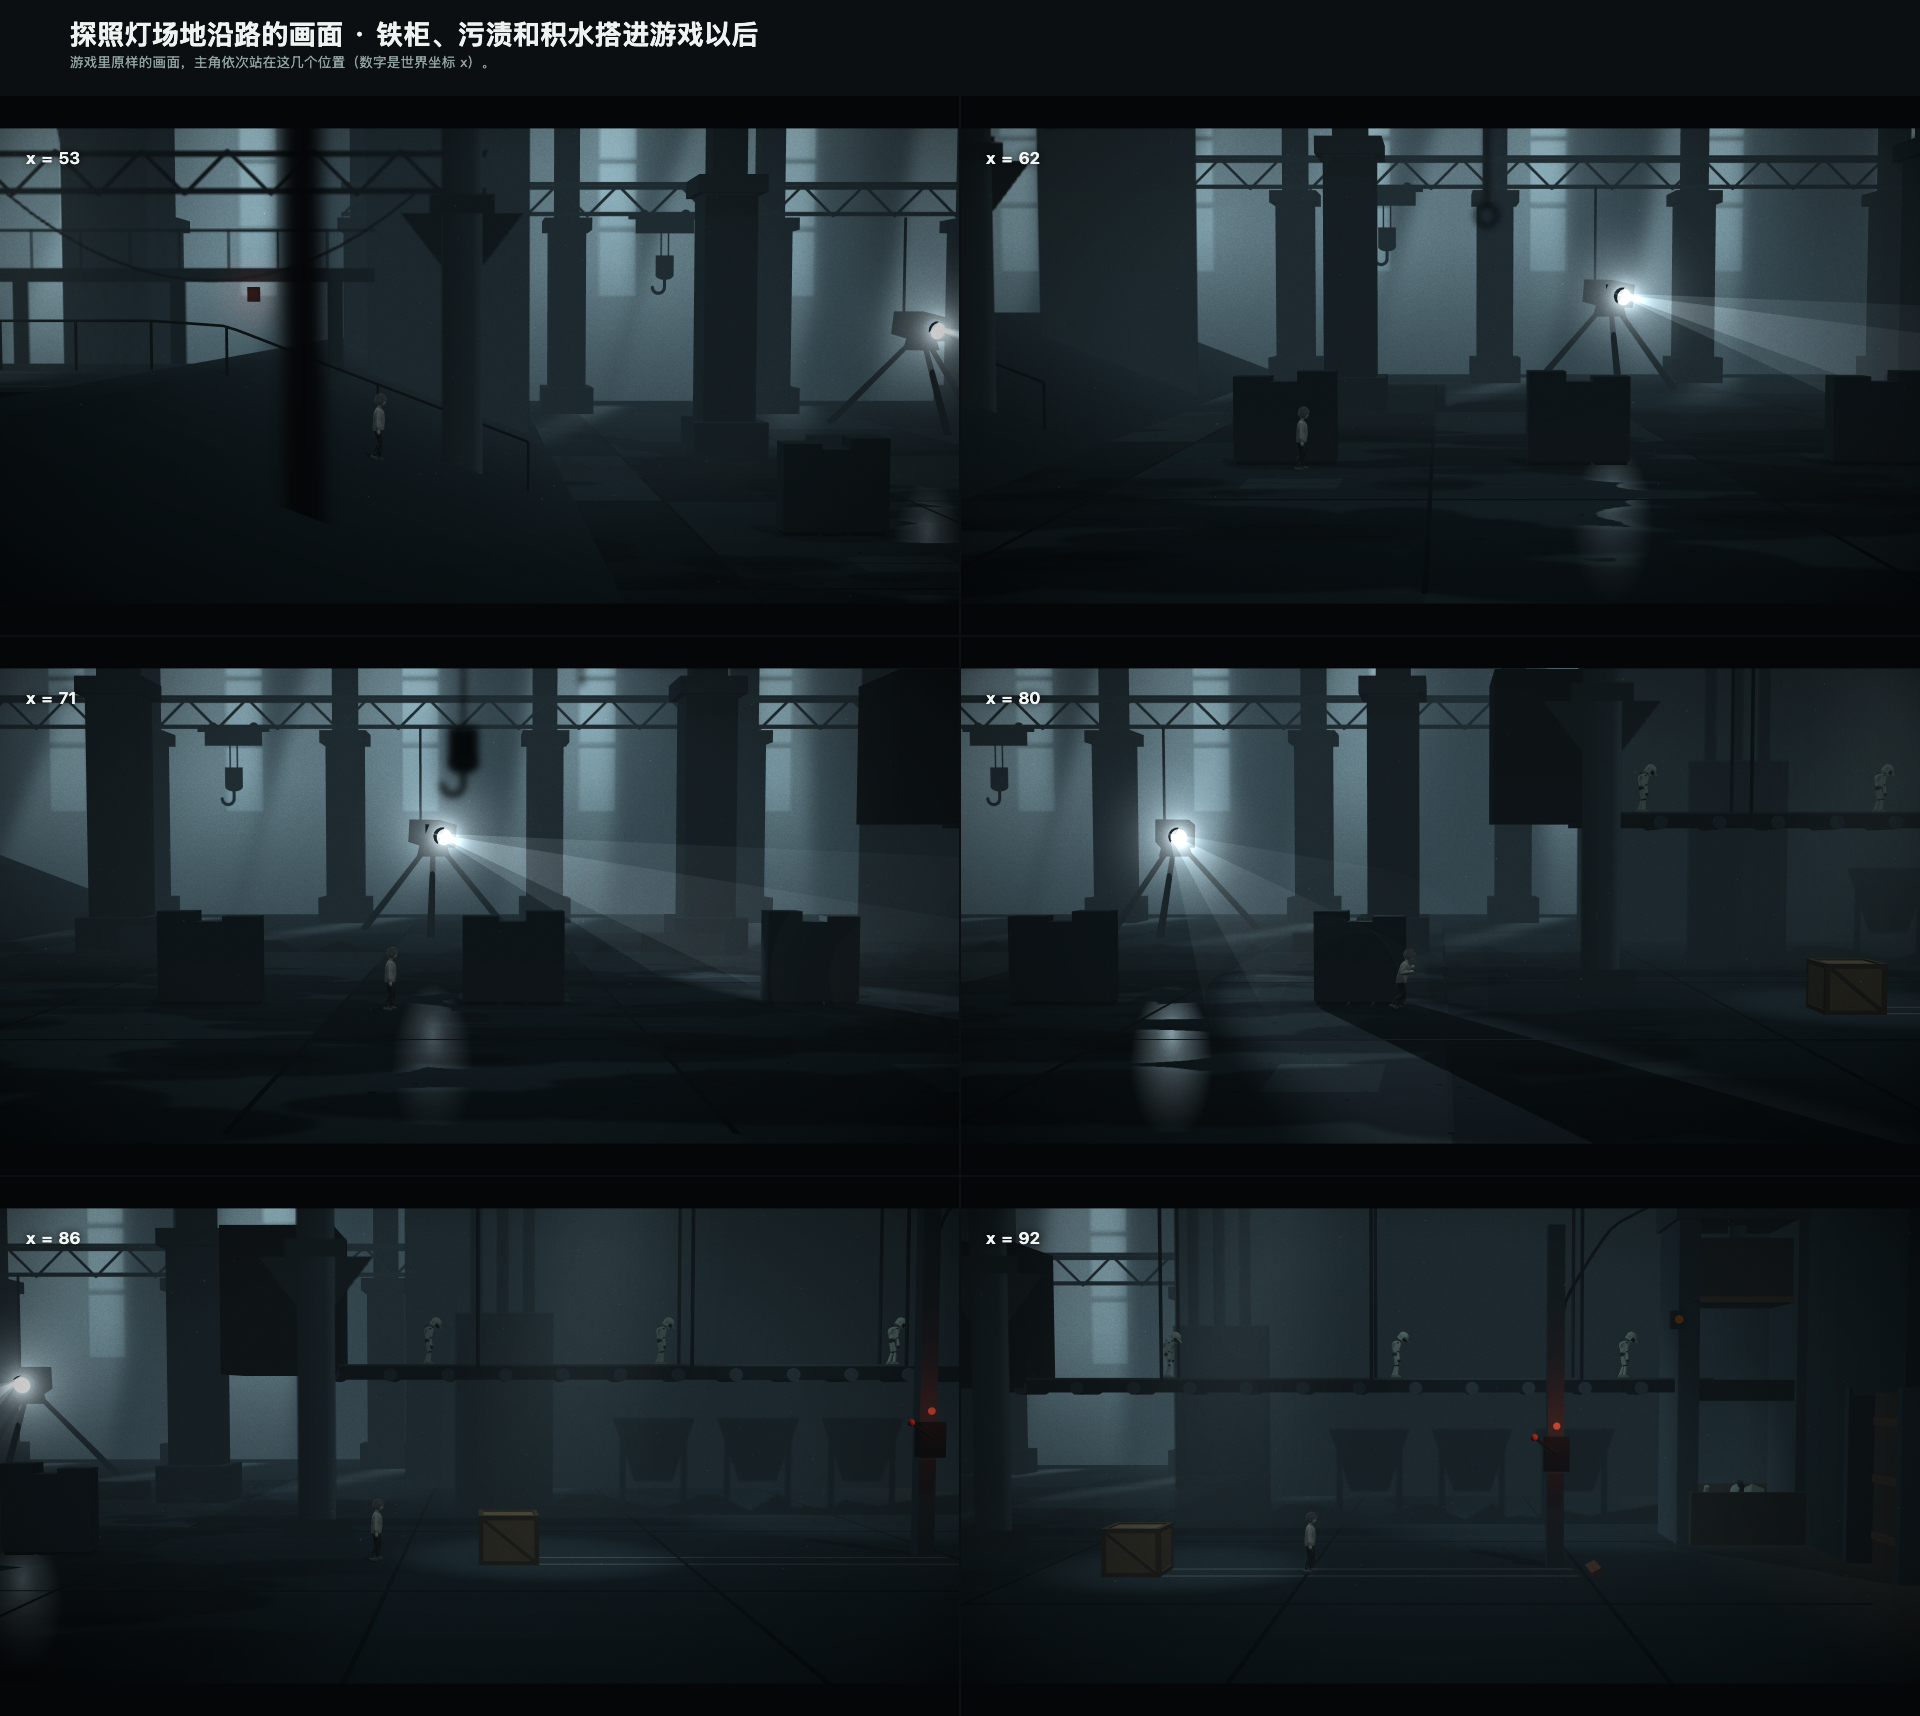 探照灯场地沿路的画面 · 铁柜、污渍和积水搭进游戏以后
游戏里原样的画面，主角依次站在这几个位置（数字是世界坐标 x）。
x = 53
x = 62
x = 71
x = 80
x = 86
x = 92